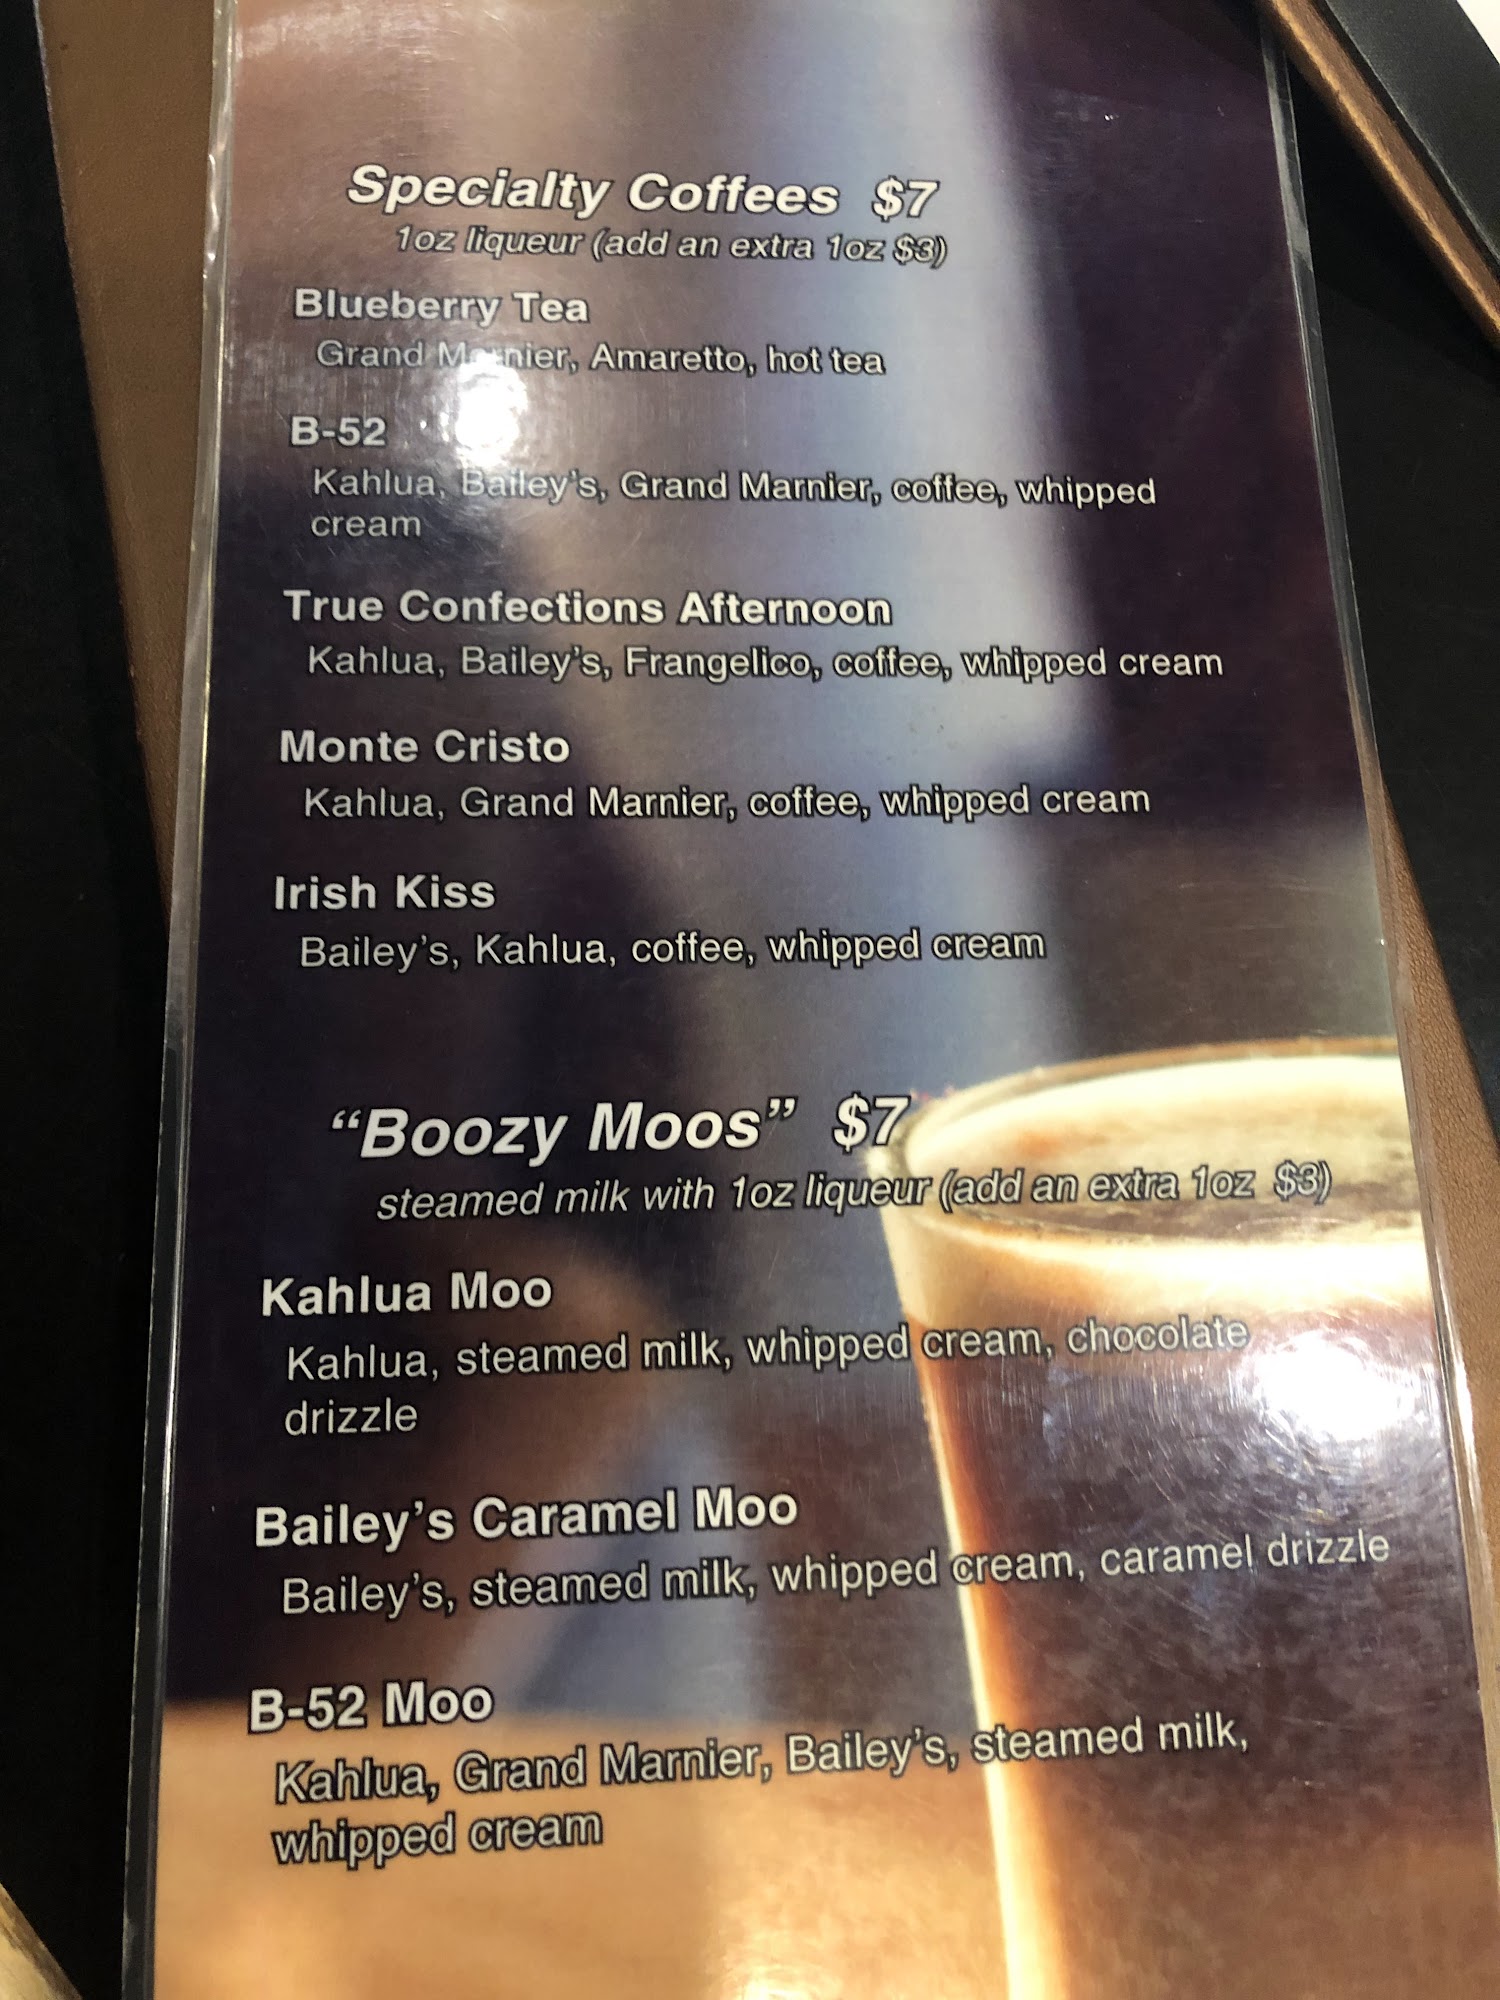 Specialty Coffees $7
1oz liqueur (add an extra 1oz $3)
Blueberry Tea
Grand Marnier, Amaretto, hot tea
B-52
Kahlua, Bailey's, Grand Marnier, coffee, whipped
cream
True Confections Afternoon
Kahlua, Bailey's, Frangelico, coffee, whipped cream
Monte Cristo
Kahlua, Grand Marnier, coffee, whipped cream
Irish Kiss
Bailey's, Kahlua, coffee, whipped cream
“Boozy Moos” $7
steamed milk with 1oz liqueur (add an extra 1oz $3)
Kahlua Moo
Kahlua, steamed milk, whipped cream, chocolate
drizzle
Bailey's Caramel Moo
Bailey's, steamed milk, whipped cream, caramel drizzle
B-52 Moo
Kahlua, Grand Marnier, Bailey's, steamed milk,
whipped cream